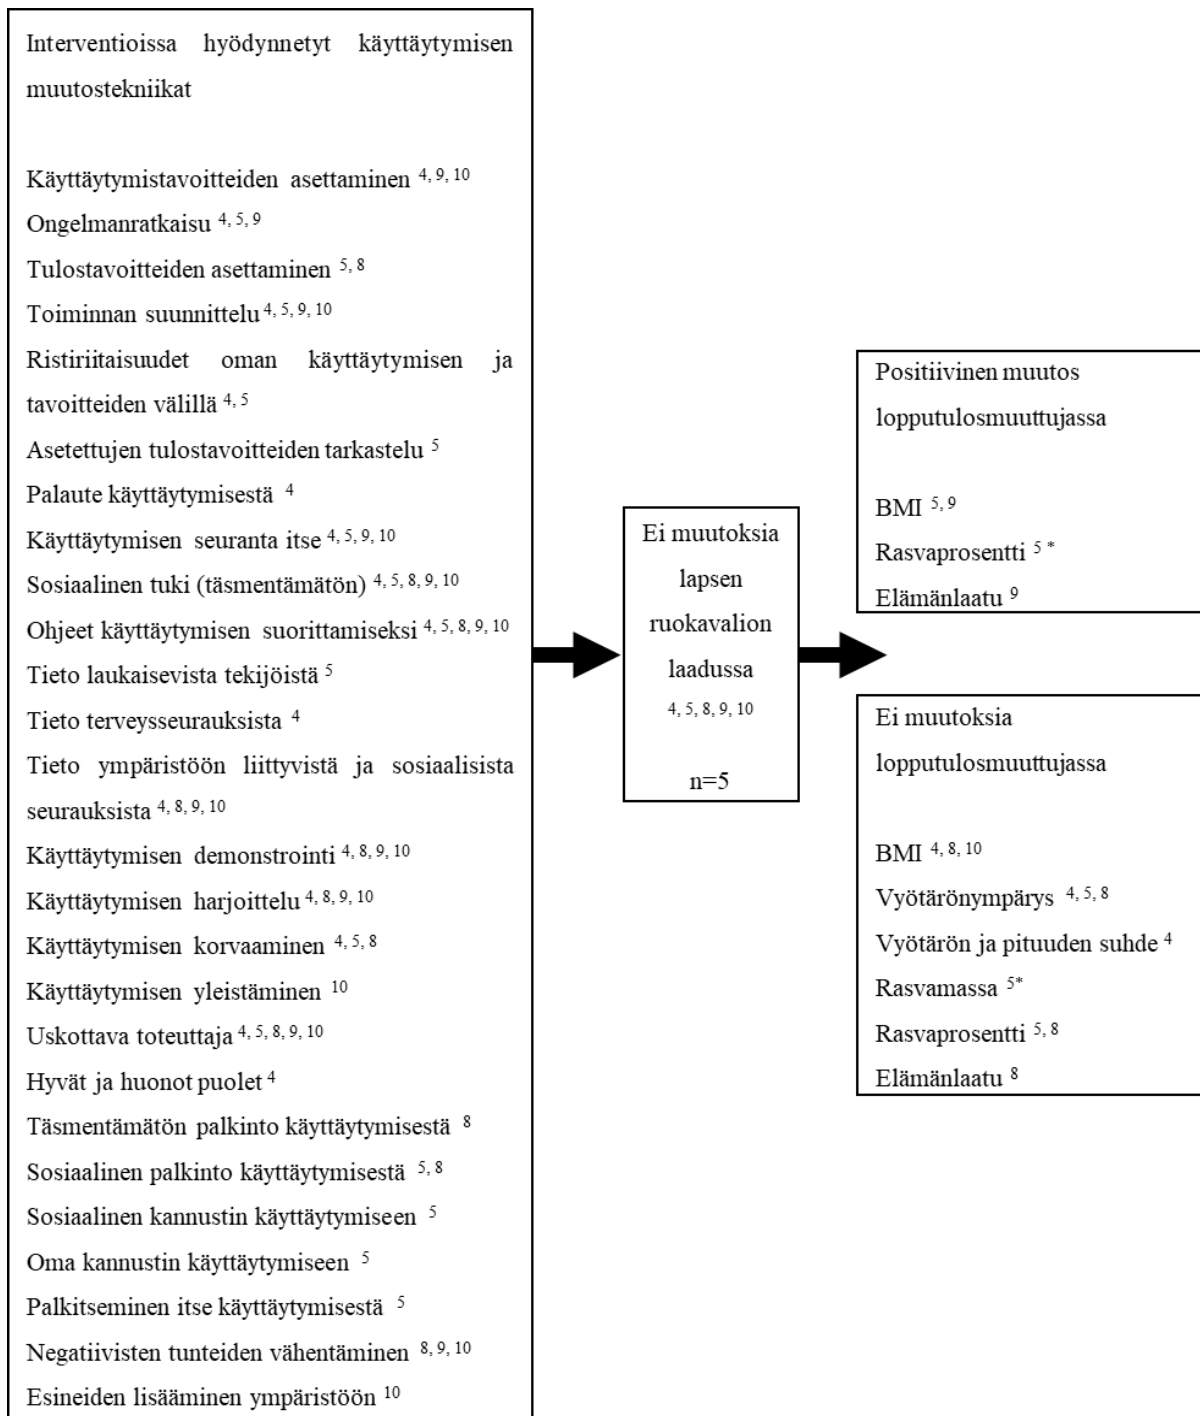 Interventioissa hyödynnetyt käyttäytymisen
muutostekniikat
Käyttäytymistavoitteiden asettaminen 4, 9, 10
Ongelmanratkaisu 4, 5, 9
Tulostavoitteiden asettaminen 5, 8
Toiminnan suunnittelu 4, 5, 9, 10
Ristiriitaisuudet oman käyttäytymisen ja
tavoitteiden välillä 4, 5
Asetettujen tulostavoitteiden tarkastelu 5
Palaute käyttäytymisestä 4
Käyttäytymisen seuranta itse 4, 5, 9, 10
Sosiaalinen tuki (täsmentämätön) 4, 5, 8, 9, 10
Ohjeet käyttäytymisen suorittamiseksi 4, 5, 8, 9, 10
Tieto laukaisevista tekijöistä 5
Tieto terveysseurauksista 4
Tieto ympäristöön liittyvistä ja sosiaalisista
seurauksista 4, 8, 9, 10
Käyttäytymisen demonstrointi 4, 8, 9, 10
Käyttäytymisen harjoittelu 4, 8, 9, 10
Käyttäytymisen korvaaminen 4, 5, 8
Käyttäytymisen yleistäminen 10
Uskottava toteuttaja 4, 5, 8, 9, 10
Hyvät ja huonot puolet 4
Täsmentämätön palkinto käyttäytymisestä 8
Sosiaalinen palkinto käyttäytymisestä 5, 8
Sosiaalinen kannustin käyttäytymiseen 5
Oma kannustin käyttäytymiseen 5
Palkitseminen itse käyttäytymisestä 5
Negatiivisten tunteiden vähentäminen 8, 9, 10
Esineiden lisääminen ympäristöön 10
Ei muutoksia
lapsen
ruokavalion
laadussa
4, 5, 8, 9, 10
n=5
Positiivinen muutos
lopputulosmuuttujassa
BMI 5, 9
Rasvaprosentti 5 *
Elämänlaatu 9
Ei muutoksia
lopputulosmuuttujassa
BMI 4, 8, 10
Vyötärönympärys 4, 5, 8
Vyötärön ja pituuden suhde 4
Rasvamassa 5*
Rasvaprosentti 5, 8
Elämänlaatu 8